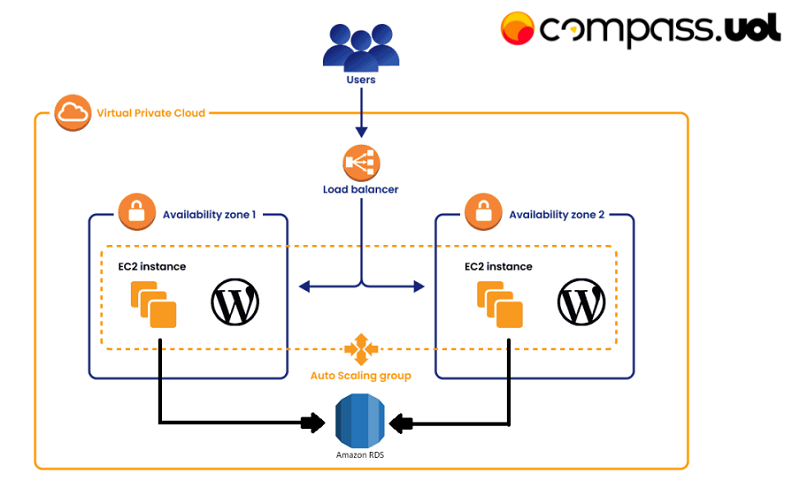 compass.uol
Users
Virtual Private Cloud
Load balancer
Availability zone 1
Availability zone 2
EC2 instance
EC2 instance
Auto Scaling group
Amazon RDS